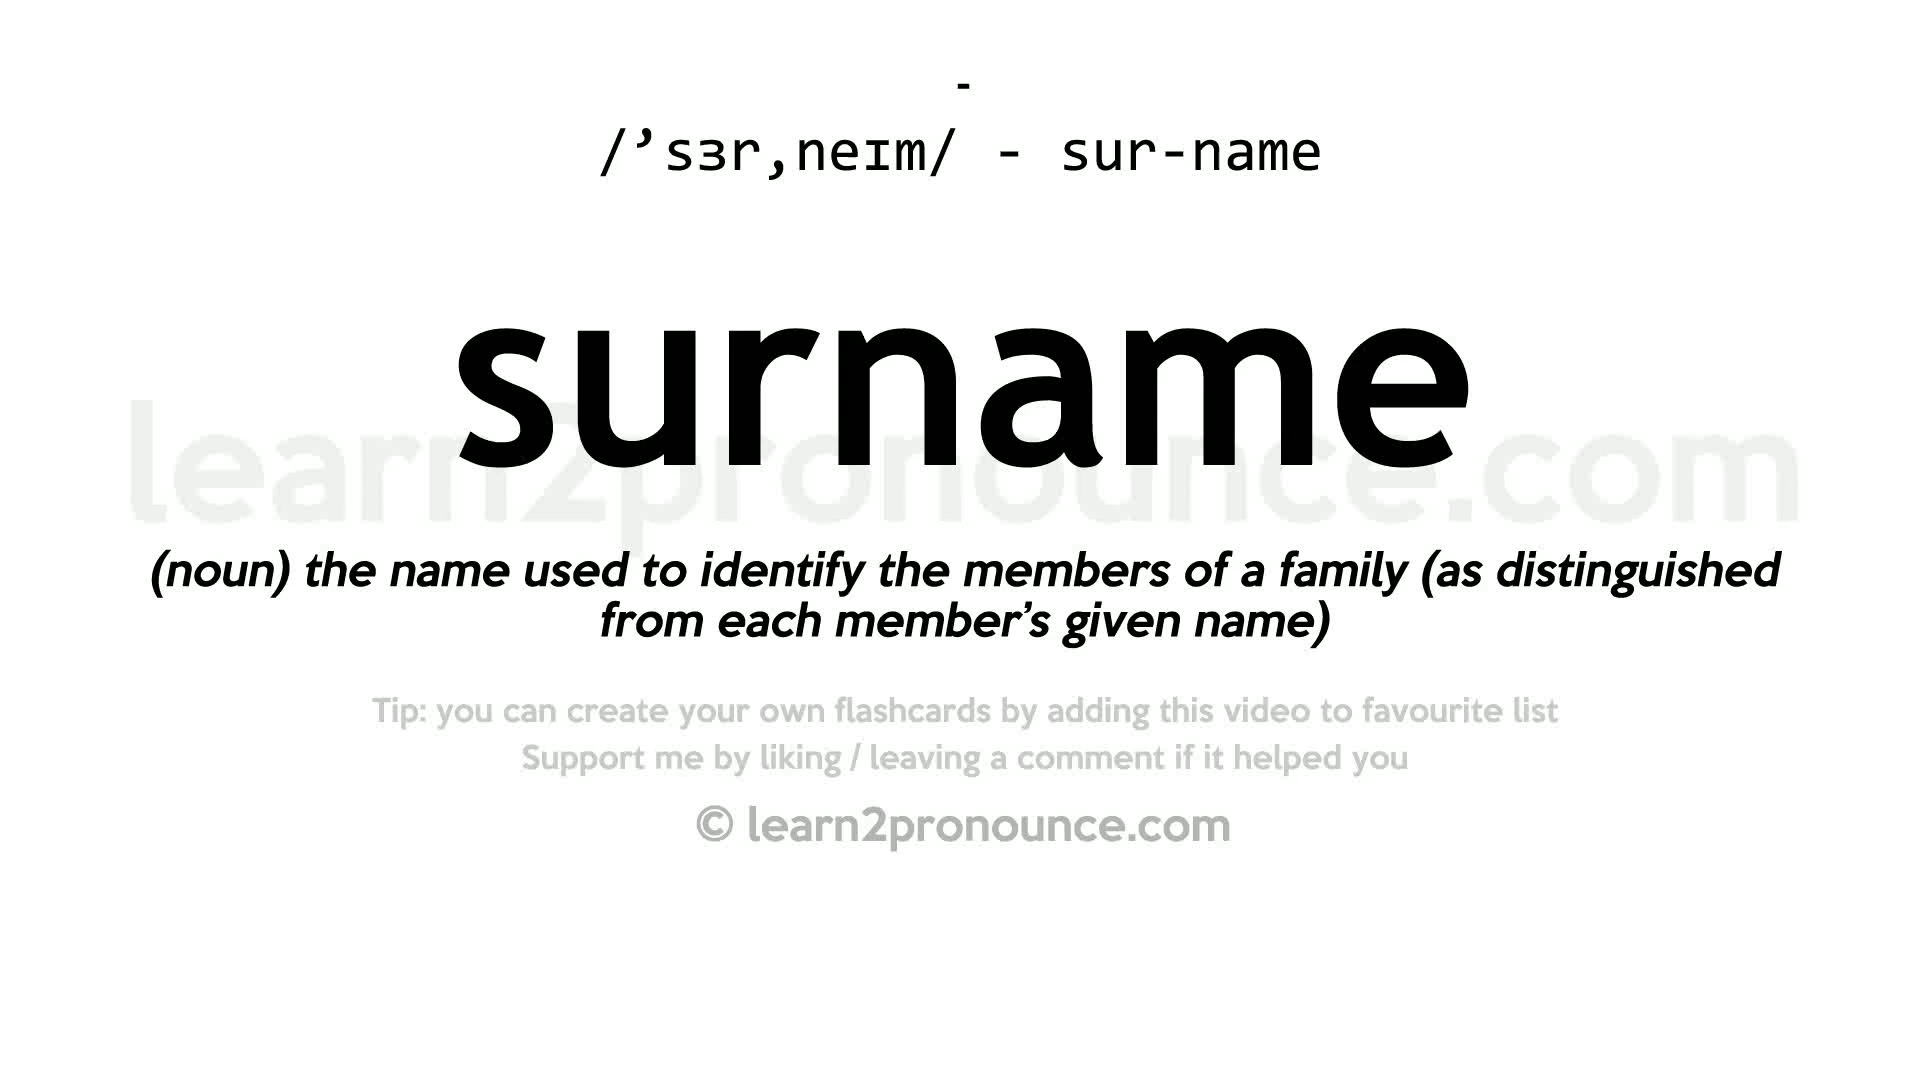 -
/’sɜr,neɪm/ - sur-name
surname
learn2pronounce.com
(noun) the name used to identify the members of a family (as distinguished
from each member’s given name)
Tip: you can create your own flashcards by adding this video to favourite list
Support me by liking / leaving a comment if it helped you
© learn2pronounce.com